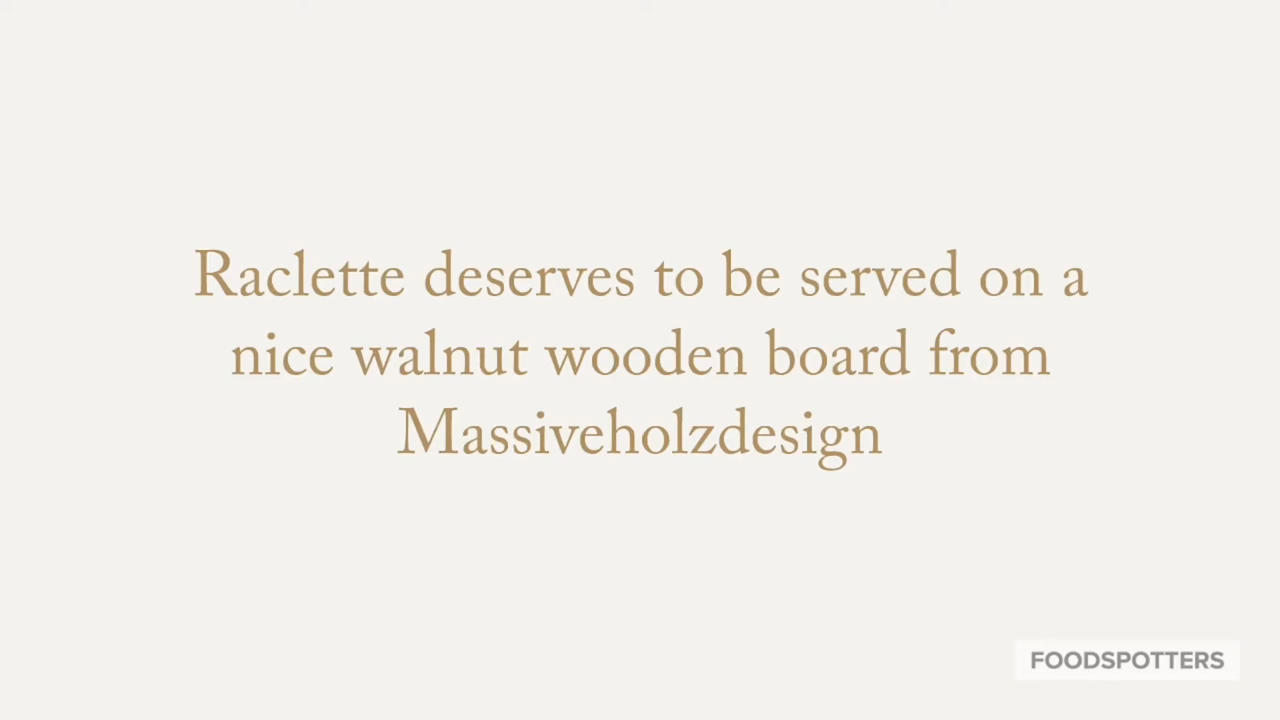 Raclette deserves to be served on a
nice walnut wooden board from
Massiveholzdesign
FOODSPOTTERS